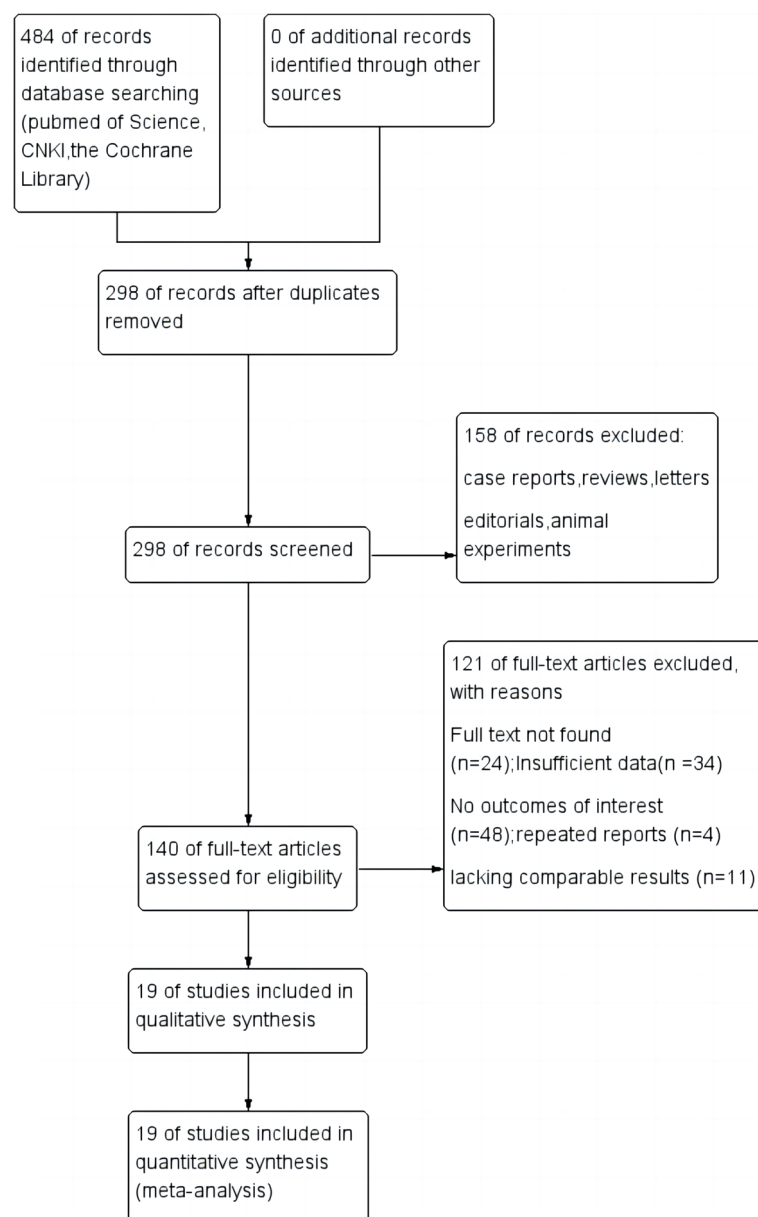 484 of records
identified through
database searching
(pubmed of Science,
CNKI,the Cochrane
Library)
0 of additional records
identified through other
sources
298 of records after duplicates
removed
158 of records excluded:
case reports,reviews,letters
editorials,animal
experiments
298 of records screened
121 of full-text articles excluded,
with reasons
Full text not found
(n=24);Insufficient data(n =34)
No outcomes of interest
(n=48);repeated reports (n=4)
lacking comparable results (n=11)
140 of full-text articles
assessed for eligibility
19 of studies included in
qualitative synthesis
19 of studies included in
quantitative synthesis
(meta-analysis)